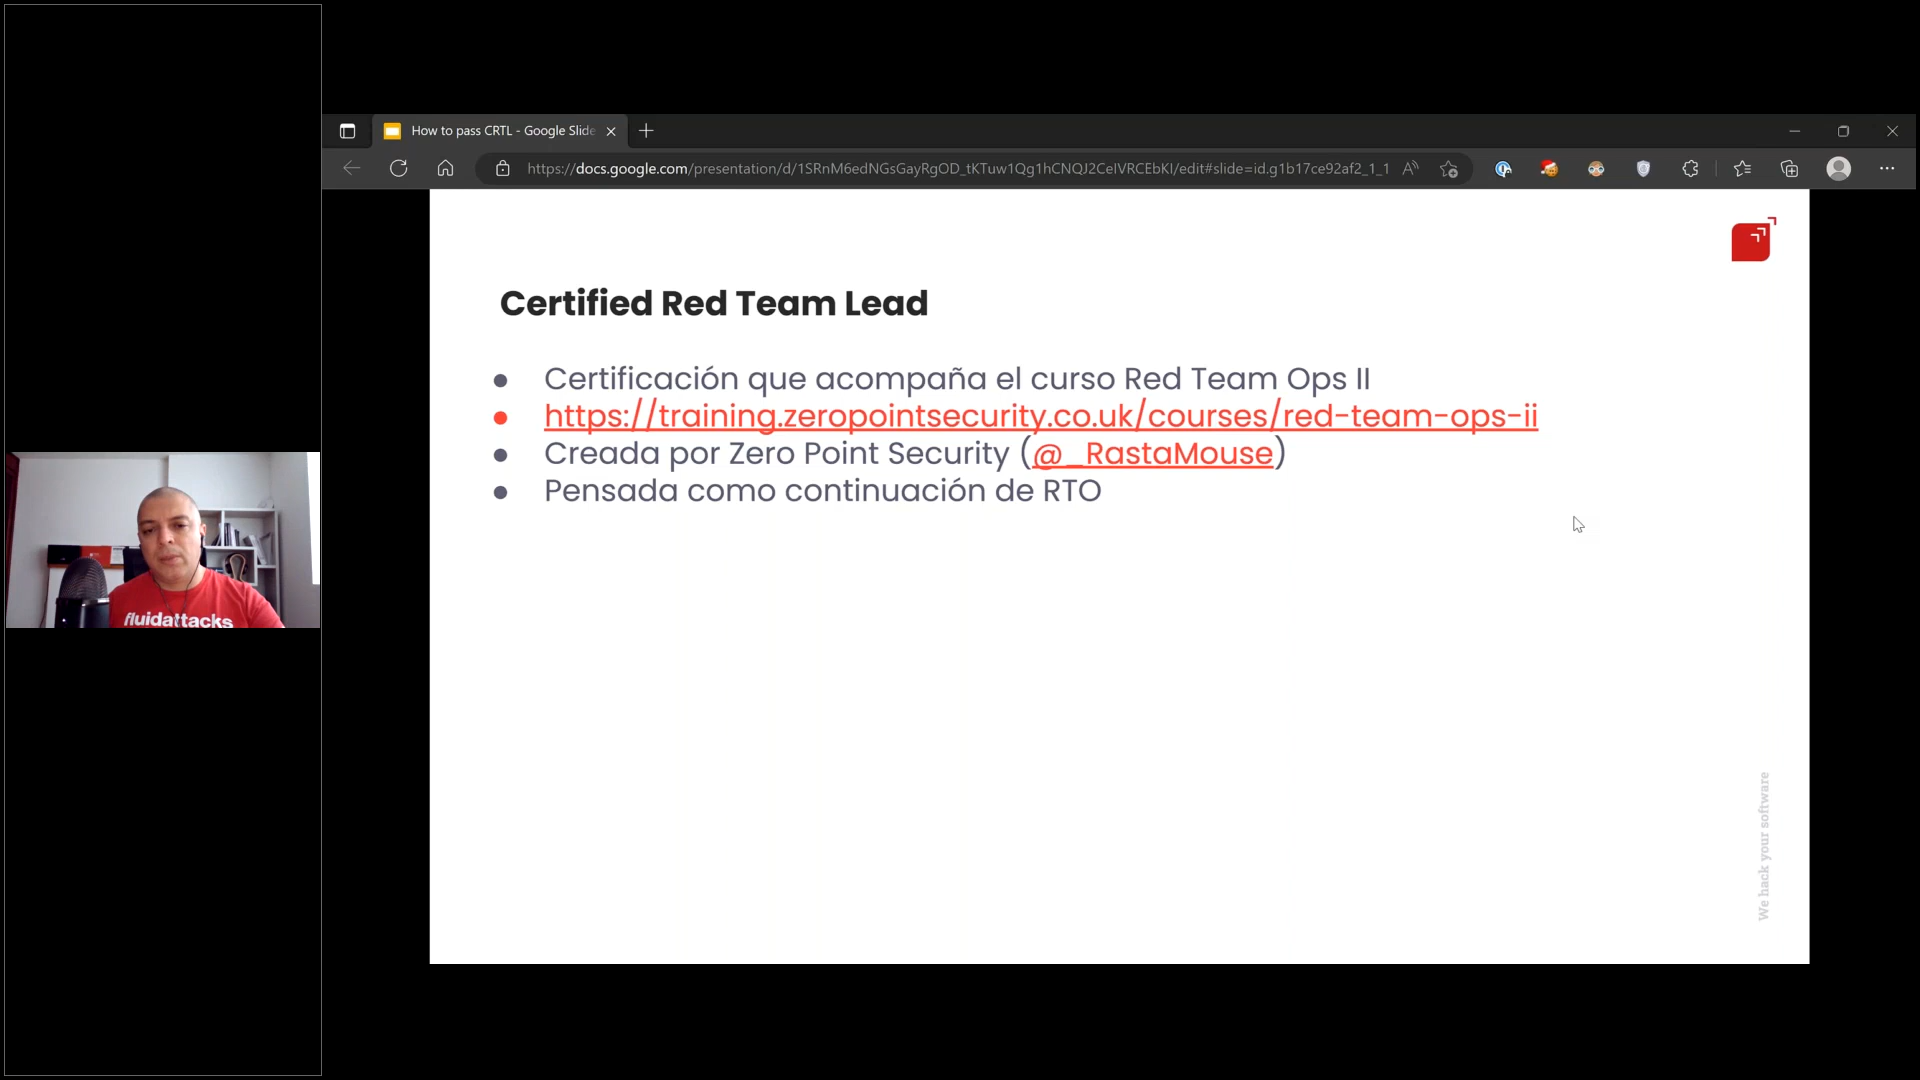 How to pass CRTL - Google Slide
https://docs.google.com/presentation/d/1SRnM6edNGsGayRgOD_tKTuw1Qg1hCNQJ2CeIVRCEbKI/edit#slide=id.g1b17ce92af2_1_1
Certified Red Team Lead
● Certificación que acompaña el curso Red Team Ops II
● https://training.zeropointsecurity.co.uk/courses/red-team-ops-ii
● Creada por Zero Point Security (@_RastaMouse)
● Pensada como continuación de RTO
We hack your software
fluidattacks